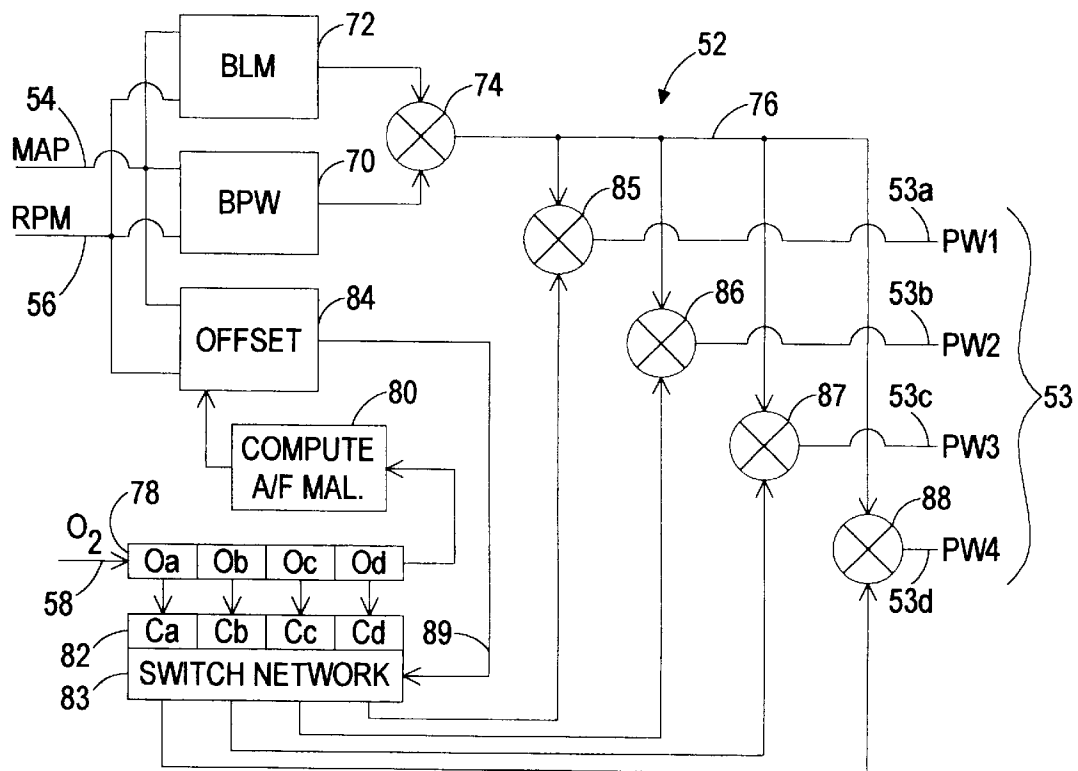 72
BLM
52
54
74
76
MAP
70
85
53a
BPW
RPM
PW1
56
84
86
53b
OFFSET
PW2
80
87
53c
53
COMPUTE
A/F MAL.
PW3
78
88
O2
Oa Ob Oc Od
PW4
58
53d
Ca Cb Cc Cd
89
82
SWITCH NETWORK
83